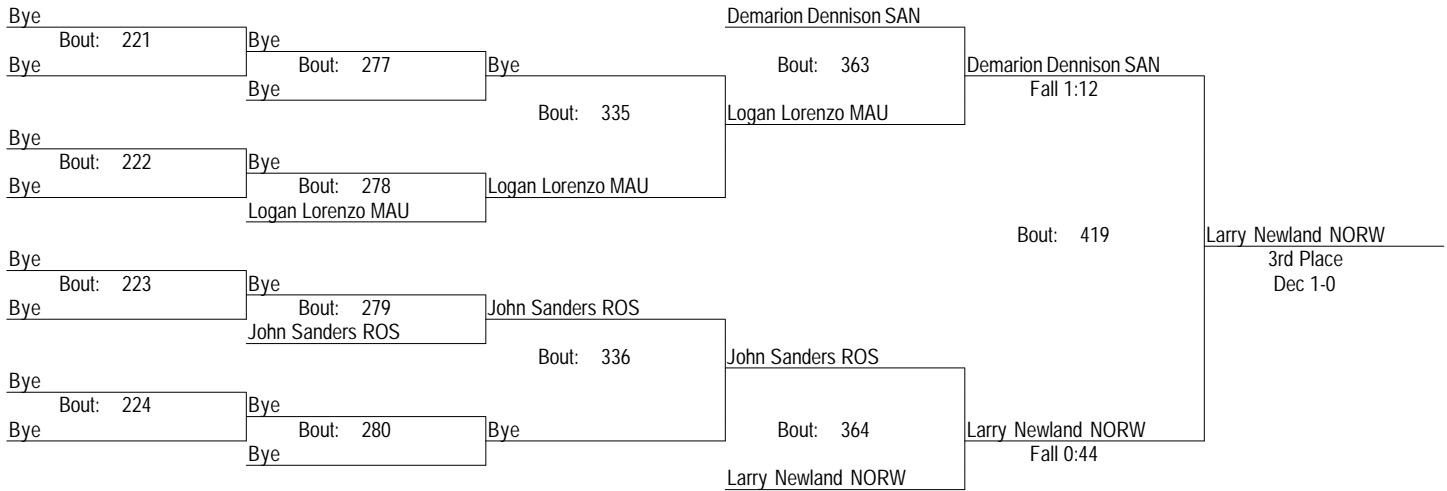 Bye
Demarion Dennison SAN
Bout: 221
Bye
Bye
Bout: 277
Bye
Bout: 363
Demarion Dennison SAN
Bye
Fall 1:12
Bout: 335
Logan Lorenzo MAU
Bye
Bout: 222
Bye
Bye
Bout: 278
Logan Lorenzo MAU
Logan Lorenzo MAU
Bout: 419
Larry Newland NORW
Bye
3rd Place
Bout: 223
Bye
Dec 1-0
Bye
Bout: 279
John Sanders ROS
John Sanders ROS
Bout: 336
John Sanders ROS
Bye
Bout: 224
Bye
Bye
Bout: 280
Bye
Bout: 364
Larry Newland NORW
Bye
Fall 0:44
Larry Newland NORW